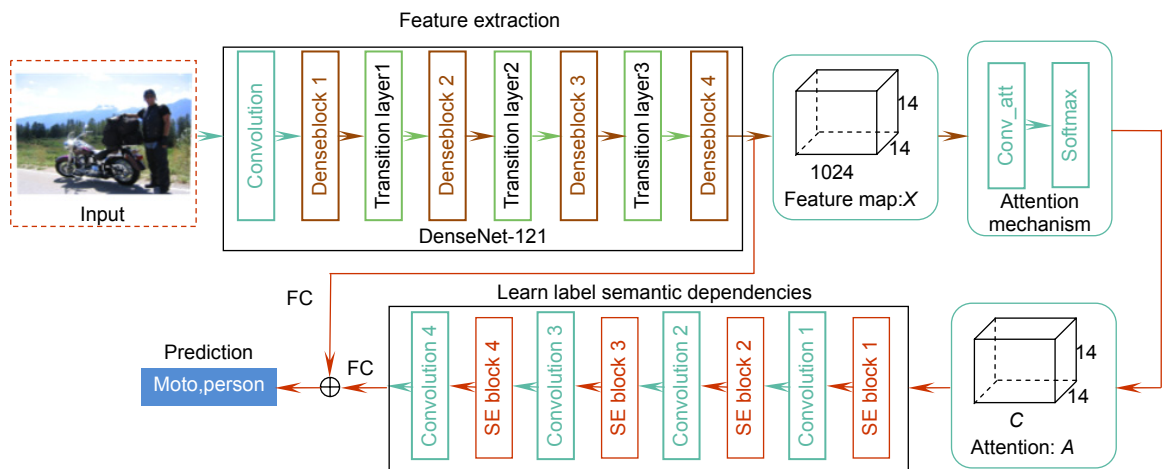 Feature extraction
Input
Convolution
Denseblock 1
Transition layer1
Denseblock 2
Transition layer2
Denseblock 3
Transition layer3
Denseblock 4
DenseNet-121
14
14
1024
Feature map:X
Conv_att
Softmax
Attention
mechanism
FC
Learn label semantic dependencies
Prediction
Moto,person
FC
Convolution 4
SE block 4
Convolution 3
SE block 3
Convolution 2
SE block 2
Convolution 1
SE block 1
14
14
C
Attention: A